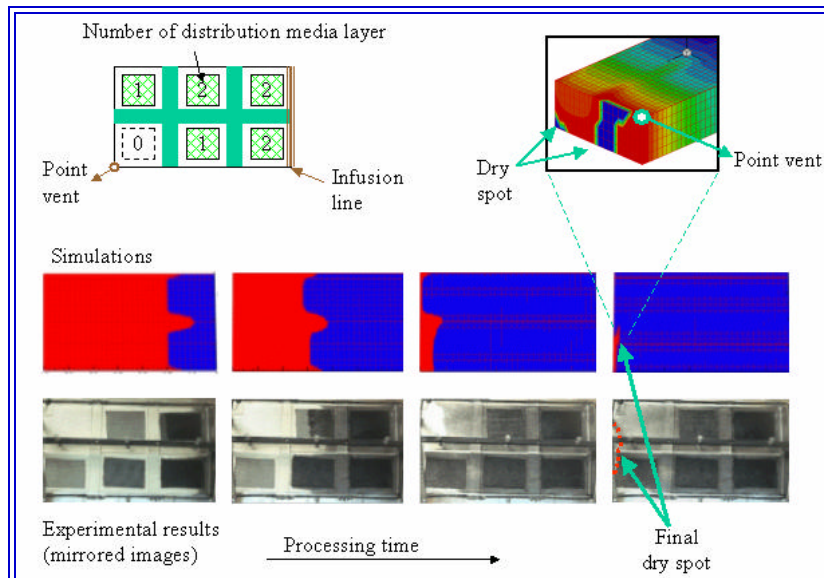 Number of distribution media layer
1
2
2
0
1
2
Point
vent
Infusion
line
Dry
spot
Point vent
Simulations
Experimental results
(mirrored images)
Processing time
Final
dry spot